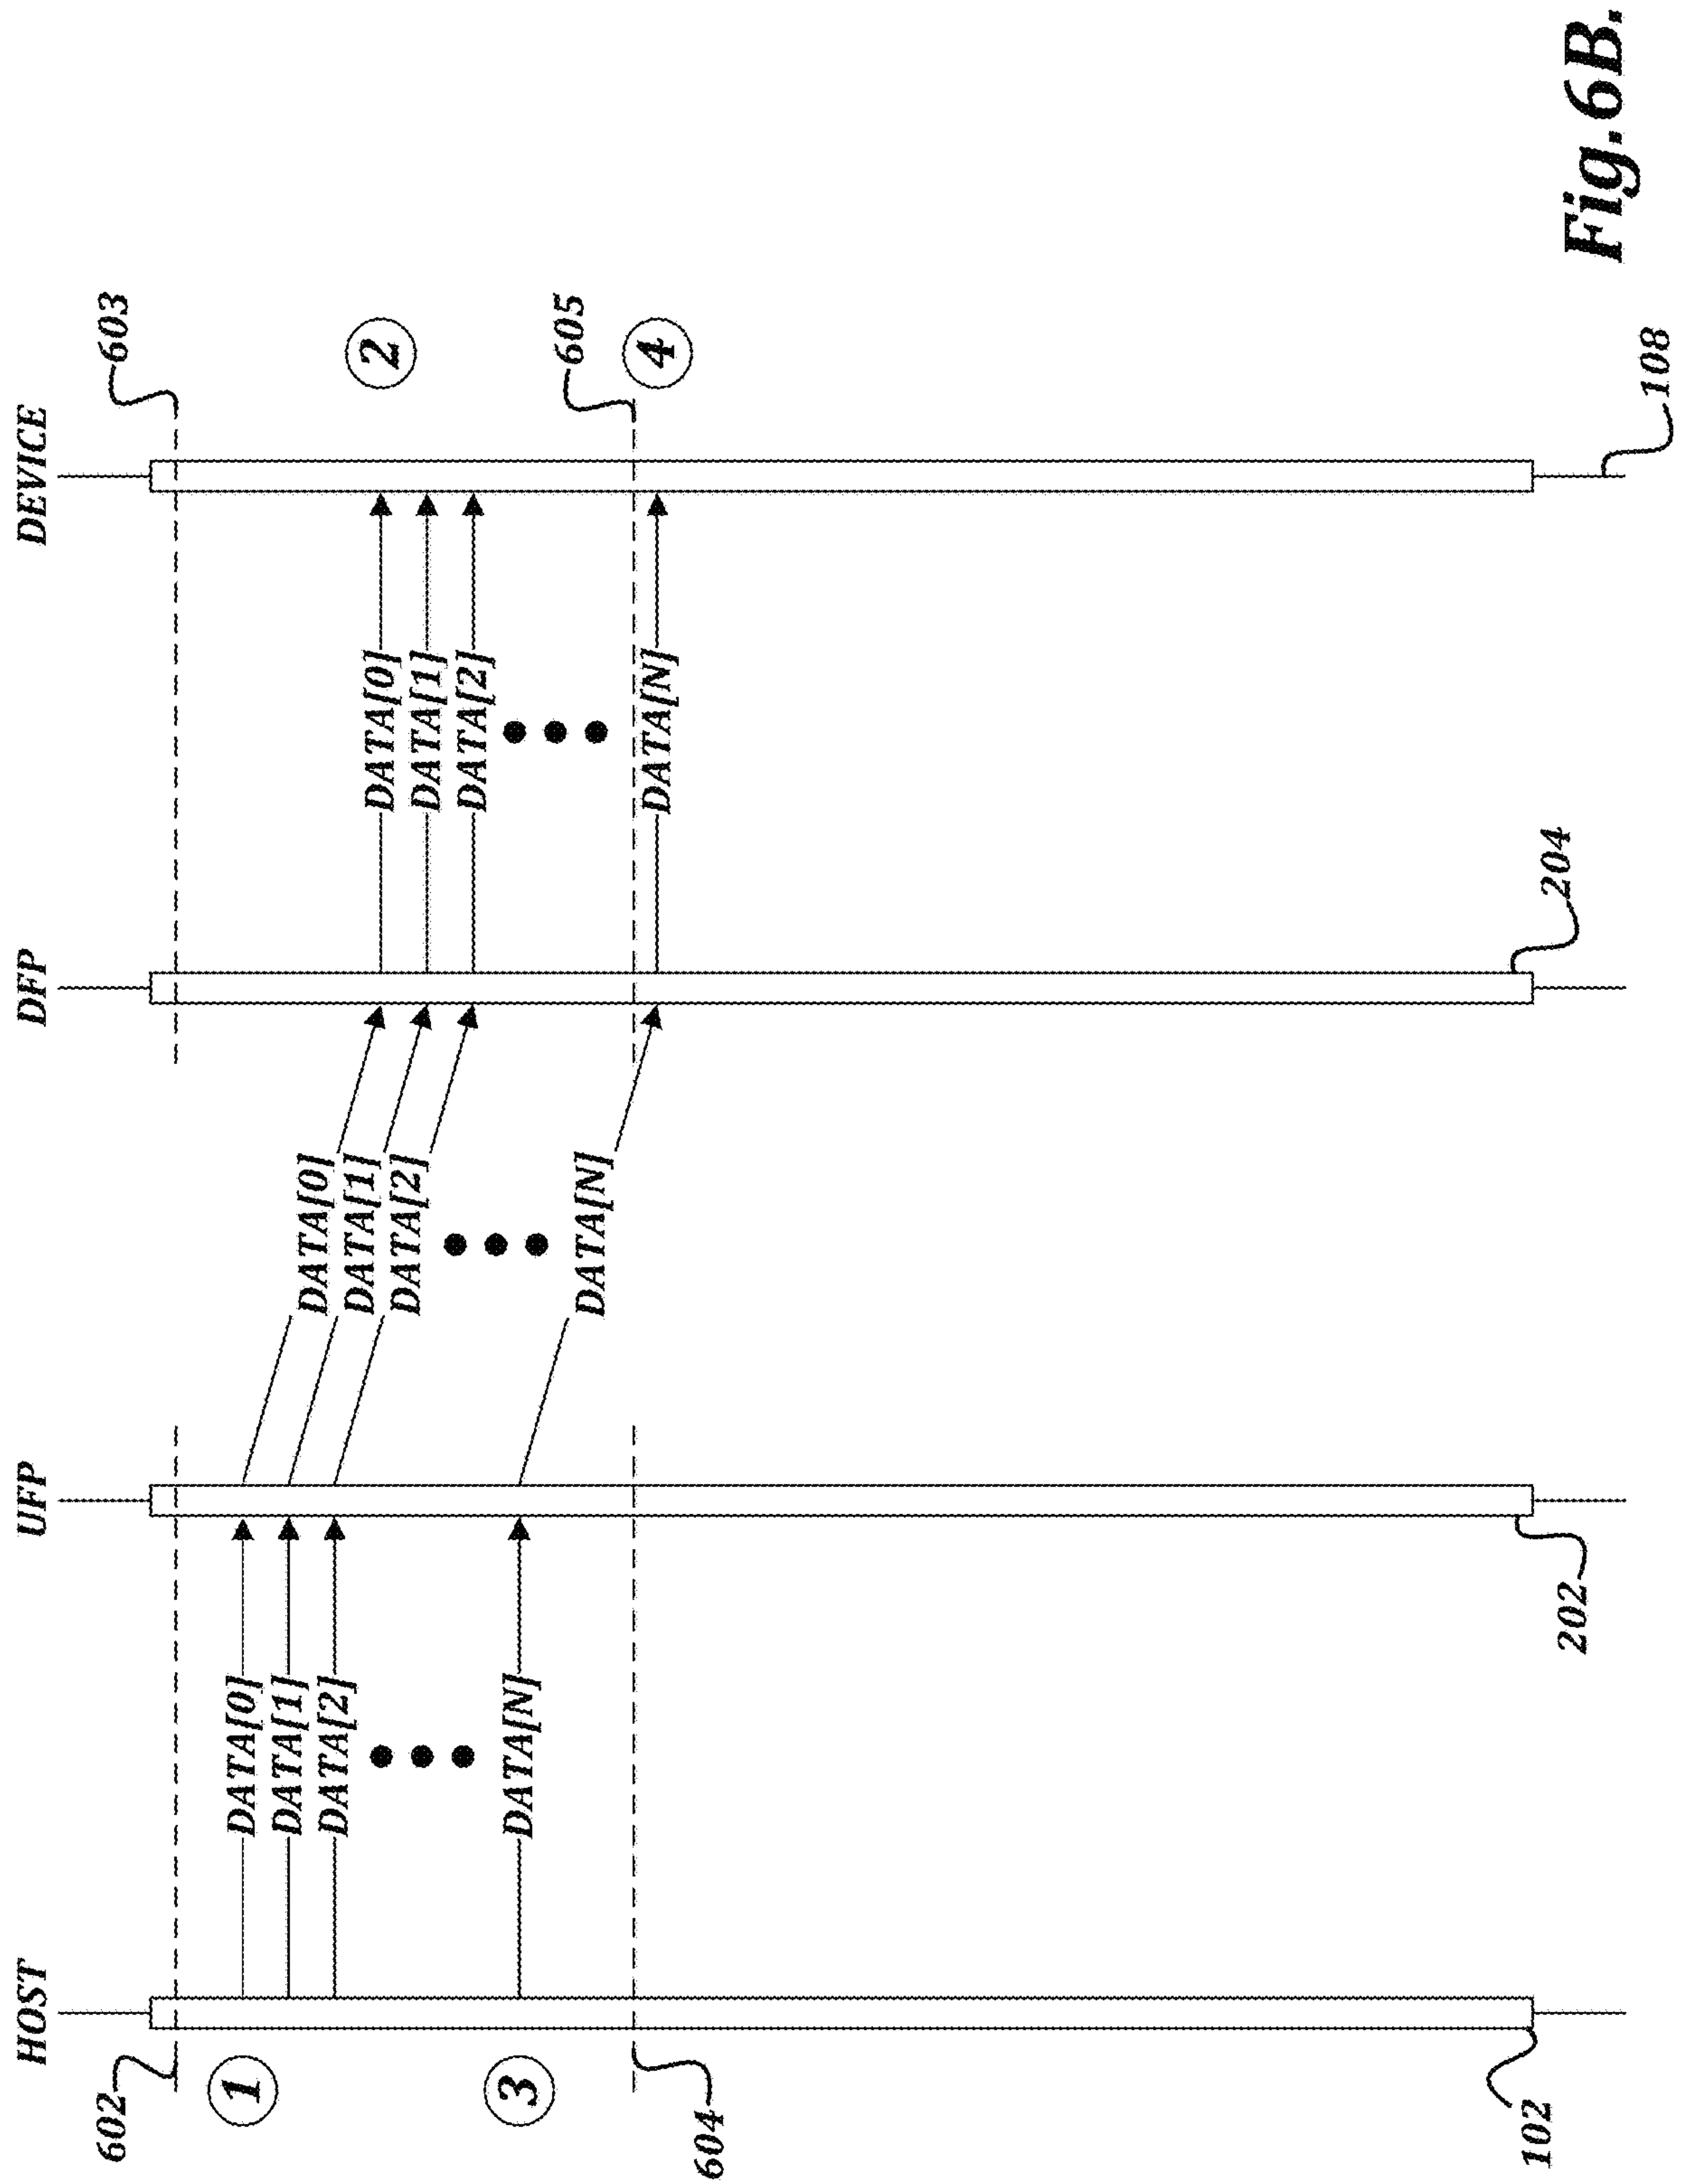 HOST UFP DFP DEVICE
602 603
1 DATA[0]
DATA[1]
DATA[2]
DATA[0]
DATA[1]
DATA[2]
DATA[0] 2
DATA[1]
DATA[2]
3 DATA[N]
DATA[N]
605
604
DATA[N] 4
102 202 204 108
Fig.6B.